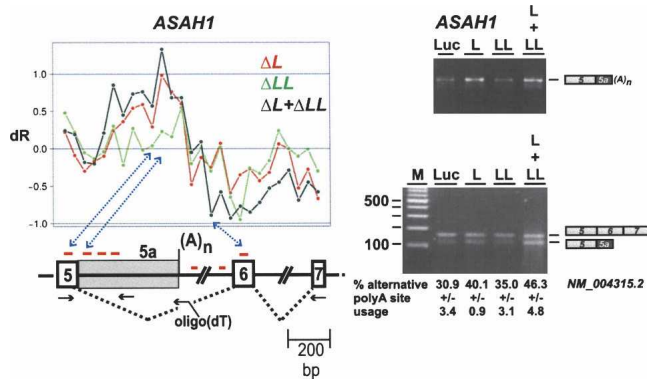 ASAH1
ΔL
ΔLL
ΔL+ΔLL
1.0
0.5
dR 0.0
-0.5
-1.0
(A)n
5 5a 6 7
oligo(dT)
200
bp
ASAH1
L
+
Luc L LL LL
5 5a (A)n
L
+
M Luc L LL LL
500
100
5 6 7
5 5a
% alternative 30.9 40.1 35.0 46.3 NM_004315.2
polyA site +/- +/- +/- +/-
usage 3.4 0.9 3.1 4.8